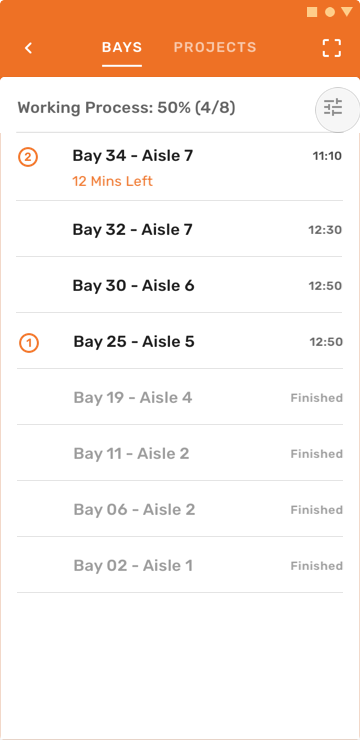 BAYS PROJECTS
Working Process: 50% (4/8)
2 Bay 34 - Aisle 7 11:10
12 Mins Left
Bay 32 - Aisle 7 12:30
Bay 30 - Aisle 6 12:50
1 Bay 25 - Aisle 5 12:50
Bay 19 - Aisle 4 Finished
Bay 11 - Aisle 2 Finished
Bay 06 - Aisle 2 Finished
Bay 02 - Aisle 1 Finished